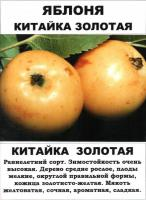 ЯБЛОНЯ
КИТАЙКА ЗОЛОТАЯ
КИТАЙКА ЗОЛОТАЯ
Раннелетний сорт. Зимостойкость очень
высокая. Дерево средне рослое, плоды
мелкие, округлой правильной формы,
кожица золотисто-желтая. Мякоть
желтоватая, сочная, ароматная, сладкая.